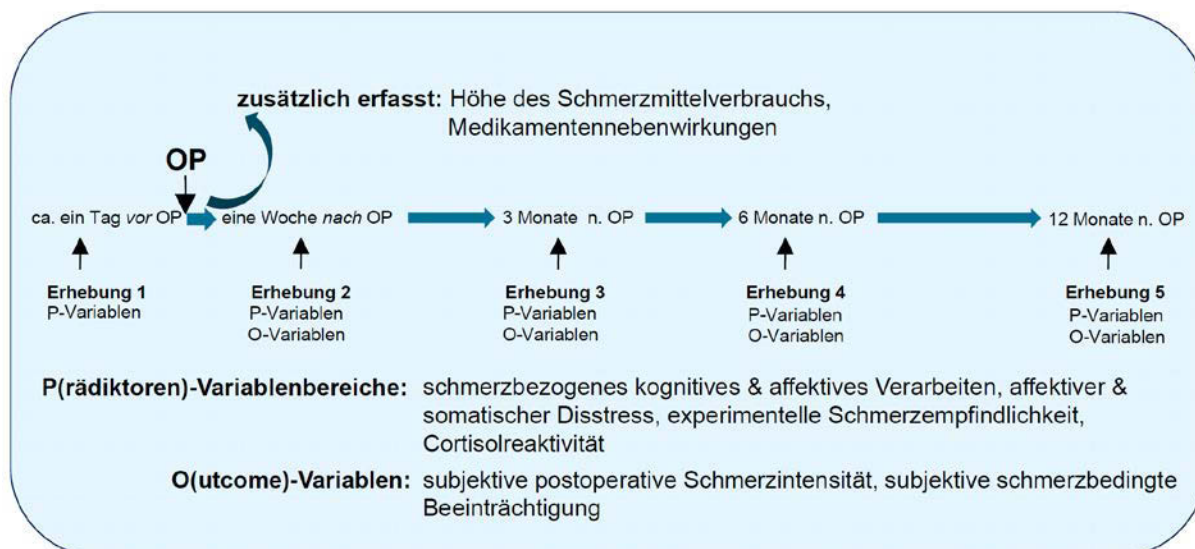 zusätzlich erfasst: Höhe des Schmerzmittelverbrauchs,
Medikamentennebenwirkungen
OP
ca. ein Tag vor OP
eine Woche nach OP
3 Monate n. OP
6 Monate n. OP
12 Monate n. OP
Erhebung 1
P-Variablen
Erhebung 2
P-Variablen
O-Variablen
Erhebung 3
P-Variablen
O-Variablen
Erhebung 4
P-Variablen
O-Variablen
Erhebung 5
P-Variablen
O-Variablen
P(rädiktoren)-Variablenbereiche: schmerzbezogenes kognitives & affektives Verarbeiten, affektiver &
somatischer Disstress, experimentelle Schmerzempfindlichkeit,
Cortisolreaktivität
O(utcome)-Variablen: subjektive postoperative Schmerzintensität, subjektive schmerzbedingte
Beeinträchtigung